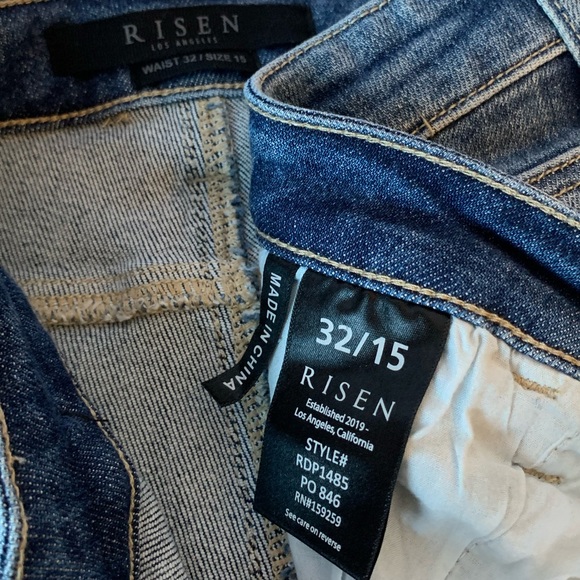 RISEN
LOS ANGELES
WAIST 32 / SIZE 15
MADE IN CHINA
32/15
RISEN
Established 2019 -
Los Angeles, California
STYLE#
RDP1485
PO 846
RN#159259
See care on reverse